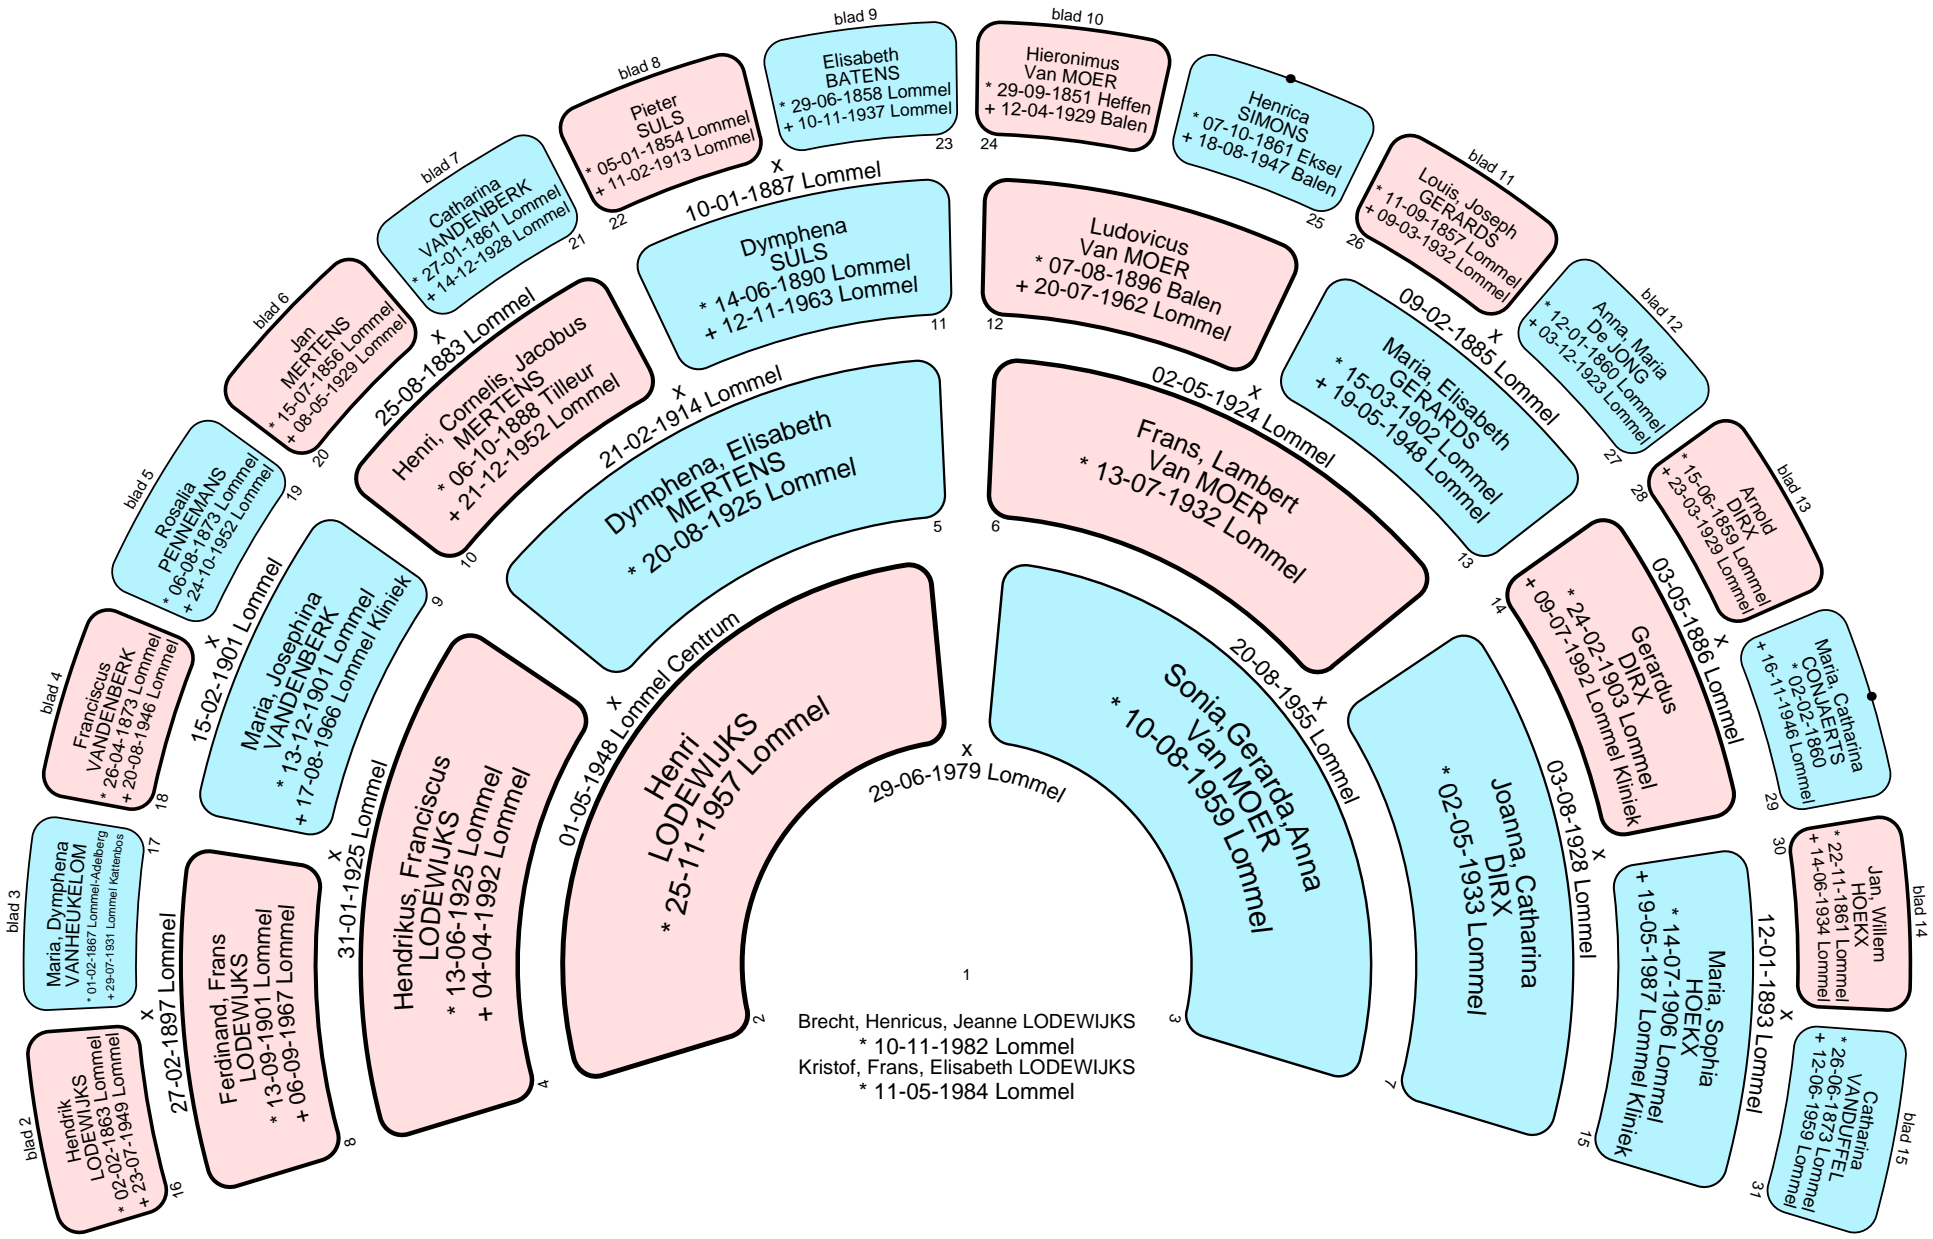 blad 2
Hendrik
LODEWIJKS
* 02-02-1863 Lommel
+ 23-07-1949 Lommel
16
x
27-02-1897 Lommel
blad 3
Maria, Dymphena
VANHEUKELOM
* 01-02-1867 Lommel-Adelberg
+ 29-07-1931 Lommel Kattenbos
17
blad 4
Franciscus
VANDENBERK
* 26-04-1873 Lommel
+ 20-08-1946 Lommel
18
x
15-02-1901 Lommel
blad 5
Rosalia
PENNEMANS
* 06-08-1873 Lommel
+ 24-10-1952 Lommel
19
blad 6
Jan
MERTENS
* 15-07-1856 Lommel
+ 08-05-1929 Lommel
20
x
25-08-1883 Lommel
blad 7
Catharina
VANDENBERK
* 27-01-1861 Lommel
+ 14-12-1928 Lommel
21
blad 8
Pieter
SULS
* 05-01-1854 Lommel
+ 11-02-1913 Lommel
22
x
10-01-1887 Lommel
blad 9
Elisabeth
BATENS
* 29-06-1858 Lommel
+ 10-11-1937 Lommel
23
blad 10
Hieronimus
Van MOER
* 29-09-1851 Heffen
+ 12-04-1929 Balen
24
Henrica
SIMONS
* 07-10-1861 Eksel
+ 18-08-1947 Balen
25
blad 11
Louis, Joseph
GERARDS
* 11-09-1857 Lommel
+ 09-03-1932 Lommel
26
x
09-02-1885 Lommel
blad 12
Anna, Maria
De JONG
* 12-01-1860 Lommel
+ 03-12-1923 Lommel
27
blad 13
Arnold
DIRX
* 15-06-1859 Lommel
+ 23-03-1929 Lommel
28
x
03-05-1886 Lommel
Maria, Catharina
CONJAERTS
* 02-02-1860
+ 16-11-1946 Lommel
29
blad 14
Jan, Willem
HOEKX
* 22-11-1861 Lommel
+ 14-06-1934 Lommel
30
x
12-01-1893 Lommel
blad 15
Catharina
VANDUFFEL
* 26-06-1873 Lommel
+ 12-06-1959 Lommel
31
Ferdinand, Frans
LODEWIJKS
* 13-09-1901 Lommel
+ 06-09-1967 Lommel
8
x
31-01-1925 Lommel
Maria, Josephina
VANDENBERK
* 13-12-1901 Lommel
+ 17-08-1966 Lommel Kliniek
9
Henri, Cornelis, Jacobus
MERTENS
* 06-10-1888 Tilleur
+ 21-12-1952 Lommel
10
x
21-02-1914 Lommel
Dymphena
SULS
* 14-06-1890 Lommel
+ 12-11-1963 Lommel
11
Ludovicus
Van MOER
* 07-08-1896 Balen
+ 20-07-1962 Lommel
12
x
02-05-1924 Lommel
Maria, Elisabeth
GERARDS
* 15-03-1902 Lommel
+ 19-05-1948 Lommel
13
Gerardus
DIRX
* 24-02-1903 Lommel
+ 09-07-1992 Lommel Kliniek
14
x
03-08-1928 Lommel
Maria, Sophia
HOEKX
* 14-07-1906 Lommel
+ 19-05-1987 Lommel Kliniek
15
Hendrikus, Franciscus
LODEWIJKS
* 13-06-1925 Lommel
+ 04-04-1992 Lommel
4
x
01-05-1948 Lommel Centrum
Dymphena, Elisabeth
MERTENS
* 20-08-1925 Lommel
5
Frans, Lambert
Van MOER
* 13-07-1932 Lommel
6
x
20-08-1955 Lommel
Joanna, Catharina
DIRX
* 02-05-1933 Lommel
7
Henri
LODEWIJKS
* 25-11-1957 Lommel
2
x
29-06-1979 Lommel
Sonia, Gerarda, Anna
Van MOER
* 10-08-1959 Lommel
3
1
Brecht, Henricus, Jeanne LODEWIJKS
* 10-11-1982 Lommel
Kristof, Frans, Elisabeth LODEWIJKS
* 11-05-1984 Lommel